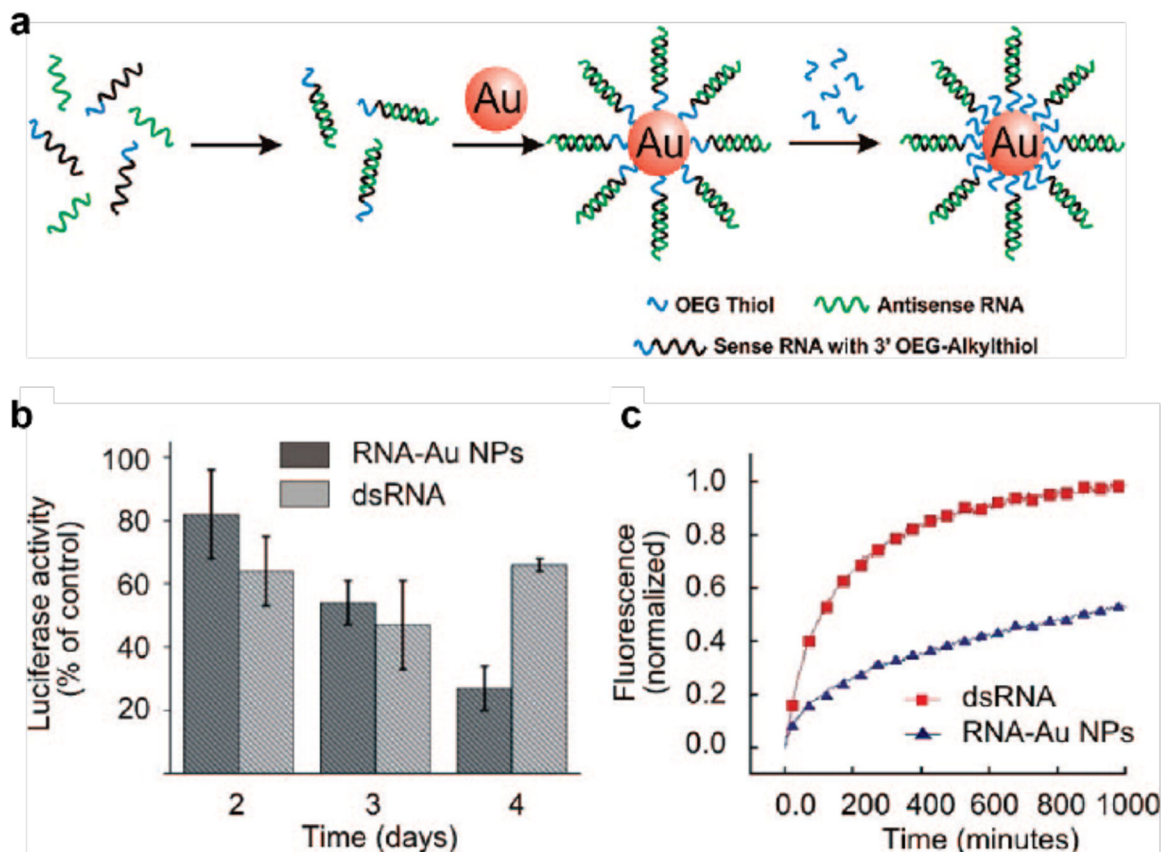 a
Au
Au
Au
OEG Thiol
Antisense RNA
Sense RNA with 3' OEG-Alkylthiol
b
Luciferase activity
(% of control)
100
80
60
40
20
RNA-Au NPs
dsRNA
2
3
4
Time (days)
c
Fluorescence
(normalized)
1.0
0.8
0.6
0.4
0.2
0.0
dsRNA
RNA-Au NPs
0.0
200
400
600
800
1000
Time (minutes)